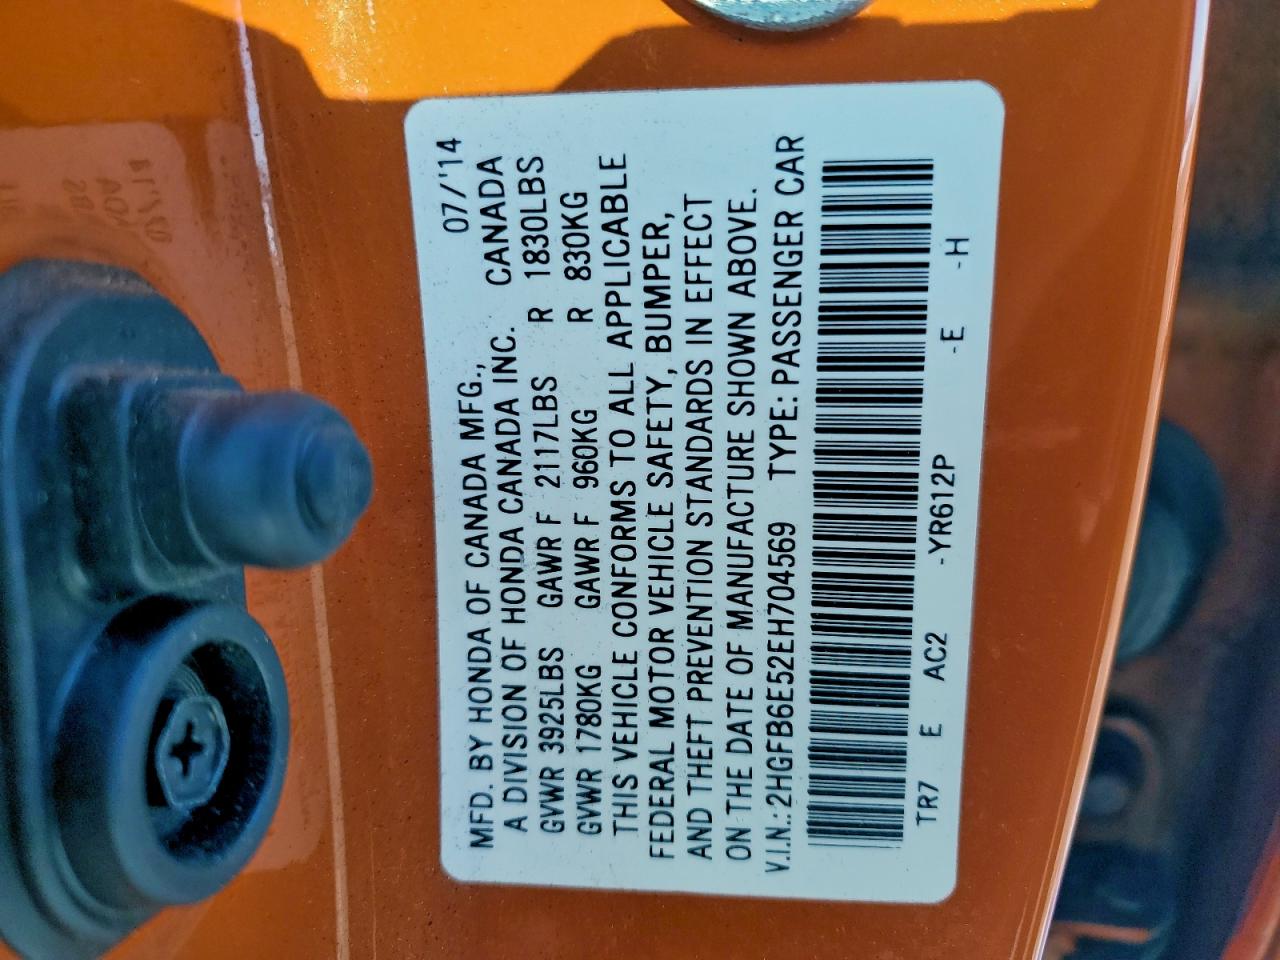 07/'14
MFD. BY HONDA OF CANADA MFG.,
A DIVISION OF HONDA CANADA INC. CANADA
GVWR 3925LBS GAWR F 2117LBS R 1830LBS
GVWR 1780KG GAWR F 960KG R 830KG
THIS VEHICLE CONFORMS TO ALL APPLICABLE
FEDERAL MOTOR VEHICLE SAFETY, BUMPER,
AND THEFT PREVENTION STANDARDS IN EFFECT
ON THE DATE OF MANUFACTURE SHOWN ABOVE.
V.I.N.:2HGFB6E52EH704569 TYPE: PASSENGER CAR
TR7 E AC2 -YR612P -E -H